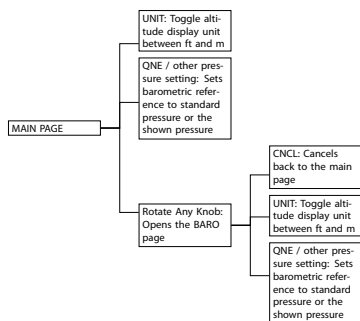 UNIT: Toggle alti-
tude display unit
between ft and m
QNE / other pres-
sure setting: Sets
barometric refer-
ence to standard
pressure or the
shown pressure
MAIN PAGE
Rotate Any Knob:
Opens the BARO
page
CNCL: Cancels
back to the main
page
UNIT: Toggle alti-
tude display unit
between ft and m
QNE / other pres-
sure setting: Sets
barometric refer-
ence to standard
pressure or the
shown pressure